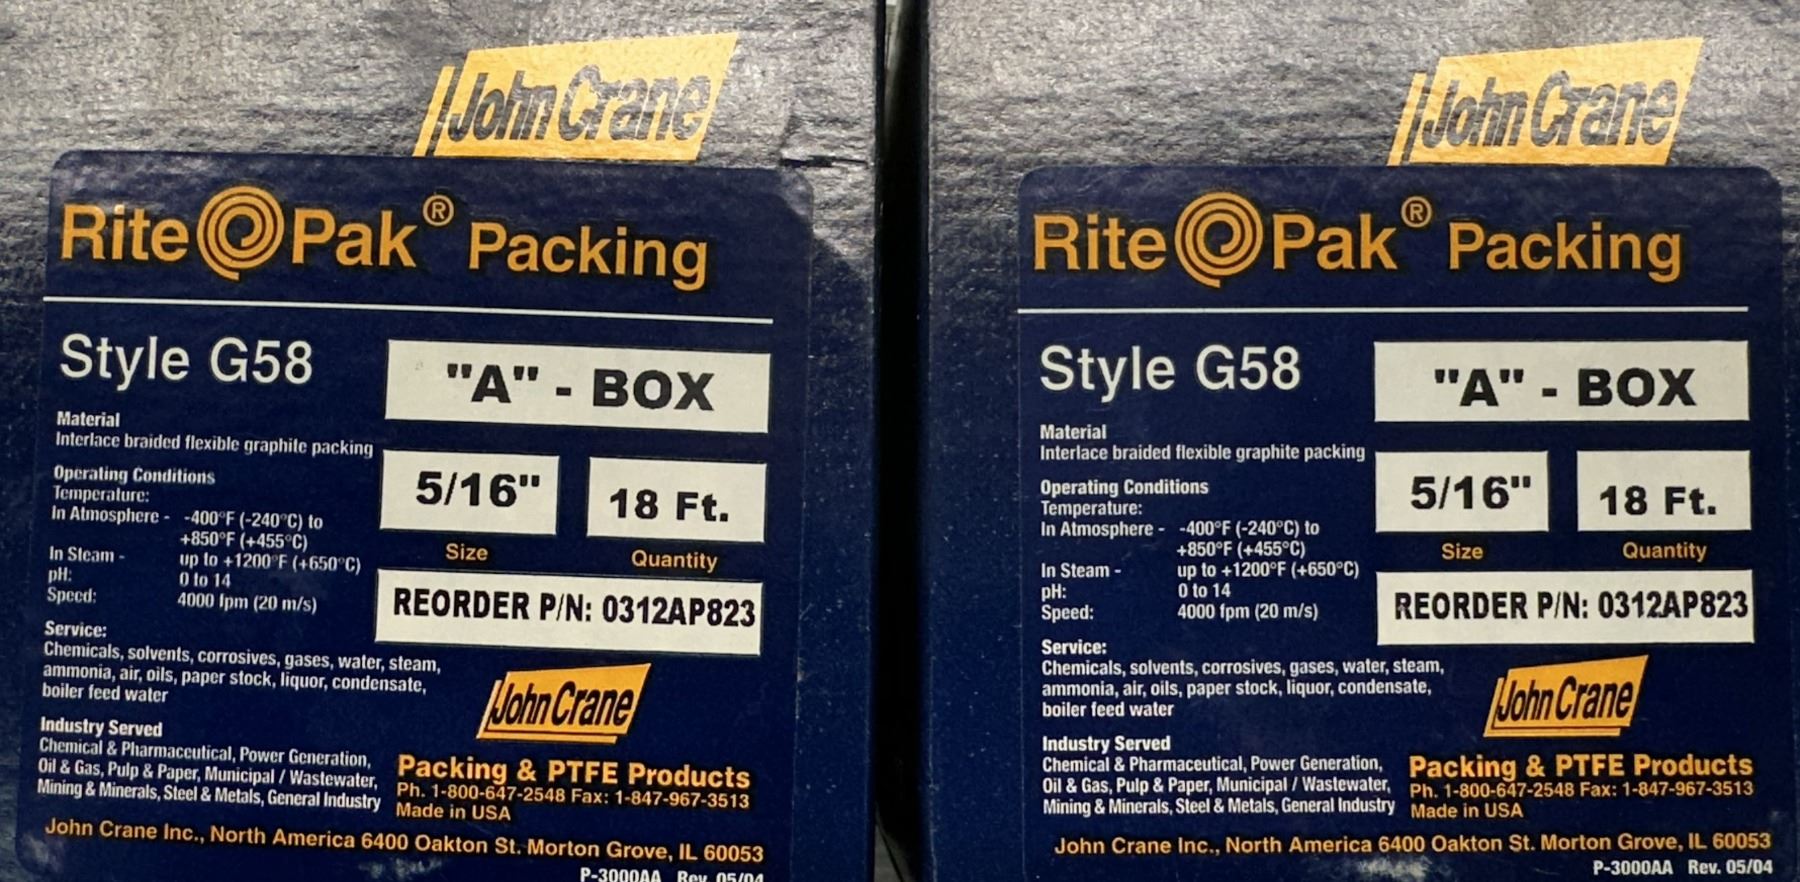 John Crane
Rite Pak® Packing
Style G58
"A" - BOX
Material
Interlace braided flexible graphite packing
5/16"
18 Ft.
Size
Quantity
Operating Conditions
Temperature:
In Atmosphere - -400°F (-240°C) to
+850°F (+455°C)
In Steam - up to +1200°F (+650°C)
pH: 0 to 14
Speed: 4000 fpm (20 m/s)
REORDER P/N: 0312AP823
Service:
Chemicals, solvents, corrosives, gases, water, steam,
ammonia, air, oils, paper stock, liquor, condensate,
boiler feed water
John Crane
Industry Served
Chemical & Pharmaceutical, Power Generation,
Oil & Gas, Pulp & Paper, Municipal / Wastewater,
Mining & Minerals, Steel & Metals, General Industry
Packing & PTFE Products
Ph. 1-800-647-2548 Fax: 1-847-967-3513
Made in USA
John Crane Inc., North America 6400 Oakton St. Morton Grove, IL 60053
P-3000AA Rev. 05/04
John Crane
Rite Pak® Packing
Style G58
"A" - BOX
Material
Interlace braided flexible graphite packing
5/16"
18 Ft.
Size
Quantity
Operating Conditions
Temperature:
In Atmosphere - -400°F (-240°C) to
+850°F (+455°C)
In Steam - up to +1200°F (+650°C)
pH: 0 to 14
Speed: 4000 fpm (20 m/s)
REORDER P/N: 0312AP823
Service:
Chemicals, solvents, corrosives, gases, water, steam,
ammonia, air, oils, paper stock, liquor, condensate,
boiler feed water
John Crane
Industry Served
Chemical & Pharmaceutical, Power Generation,
Oil & Gas, Pulp & Paper, Municipal / Wastewater,
Mining & Minerals, Steel & Metals, General Industry
Packing & PTFE Products
Ph. 1-800-647-2548 Fax: 1-847-967-3513
Made in USA
John Crane Inc., North America 6400 Oakton St. Morton Grove, IL 60053
P-3000AA Rev. 05/04